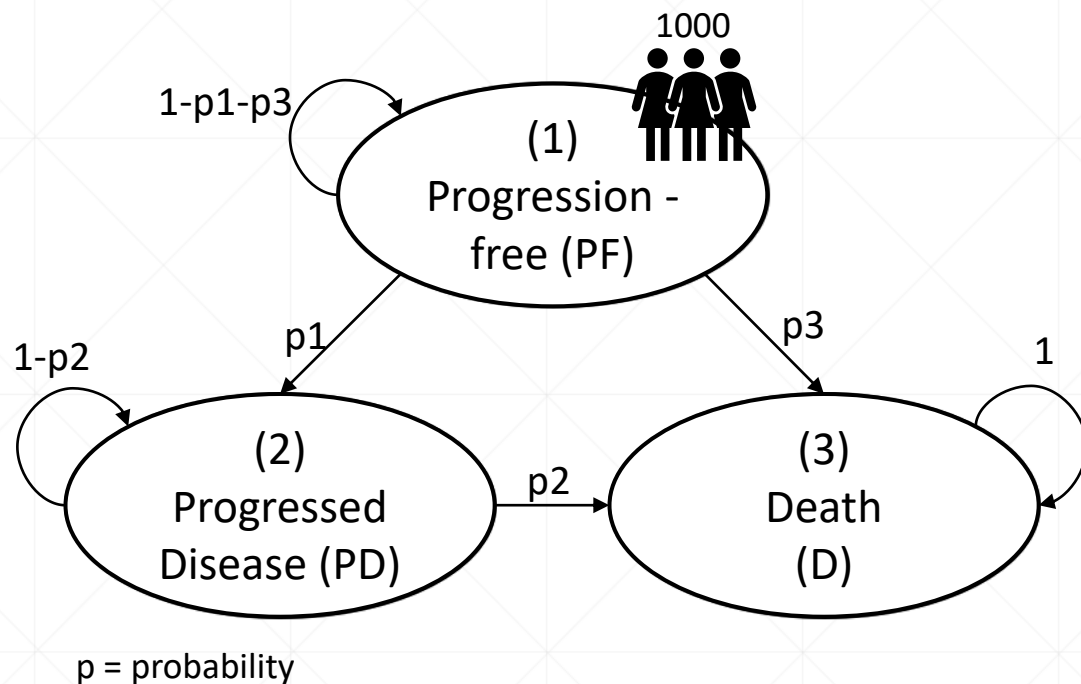 1000
1-p1-p3
(1)
Progression -
free (PF)
p1
p3
1-p2
1
(2)
Progressed
Disease (PD)
p2
(3)
Death
(D)
p = probability